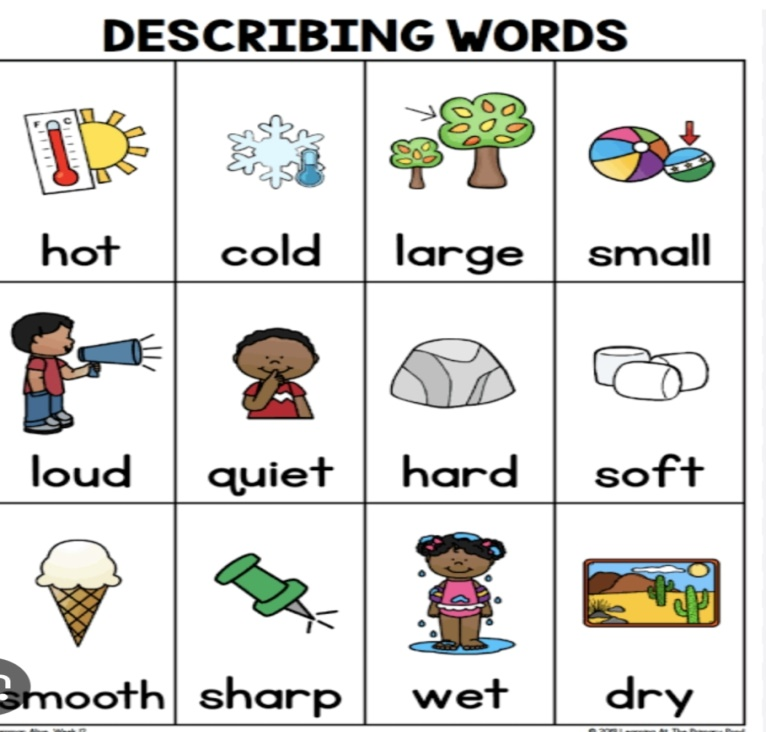 DESCRIBING WORDS
F C
hot cold large small
loud quiet hard soft
smooth sharp wet dry